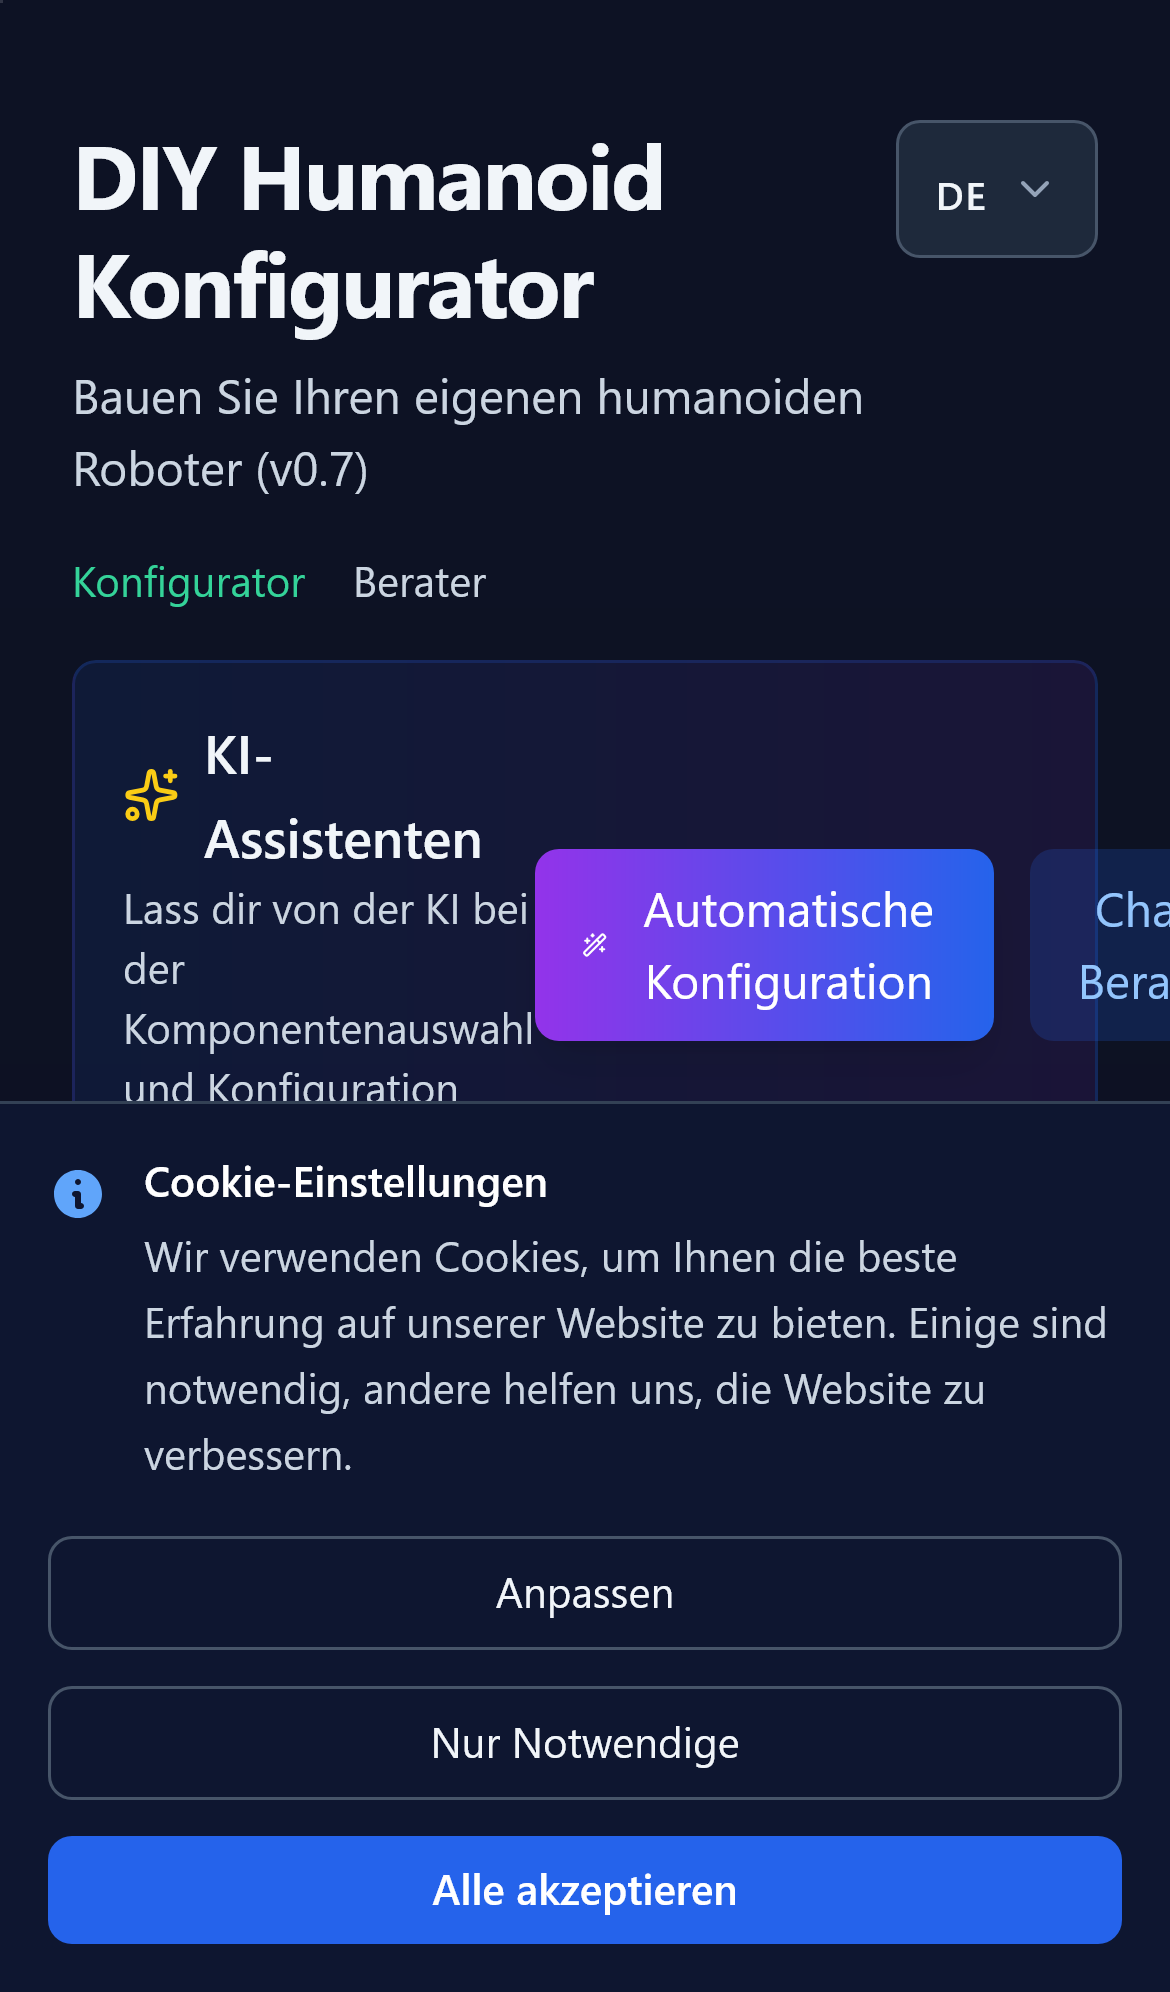 DIY Humanoid
Konfigurator
DE
Bauen Sie Ihren eigenen humanoiden
Roboter (v0.7)
Konfigurator Berater
KI-
Assistenten
Lass dir von der KI bei
der
Komponentenauswahl
und Konfiguration
Automatische
Konfiguration
Cha
Bera
Cookie-Einstellungen
Wir verwenden Cookies, um Ihnen die beste
Erfahrung auf unserer Website zu bieten. Einige sind
notwendig, andere helfen uns, die Website zu
verbessern.
Anpassen
Nur Notwendige
Alle akzeptieren